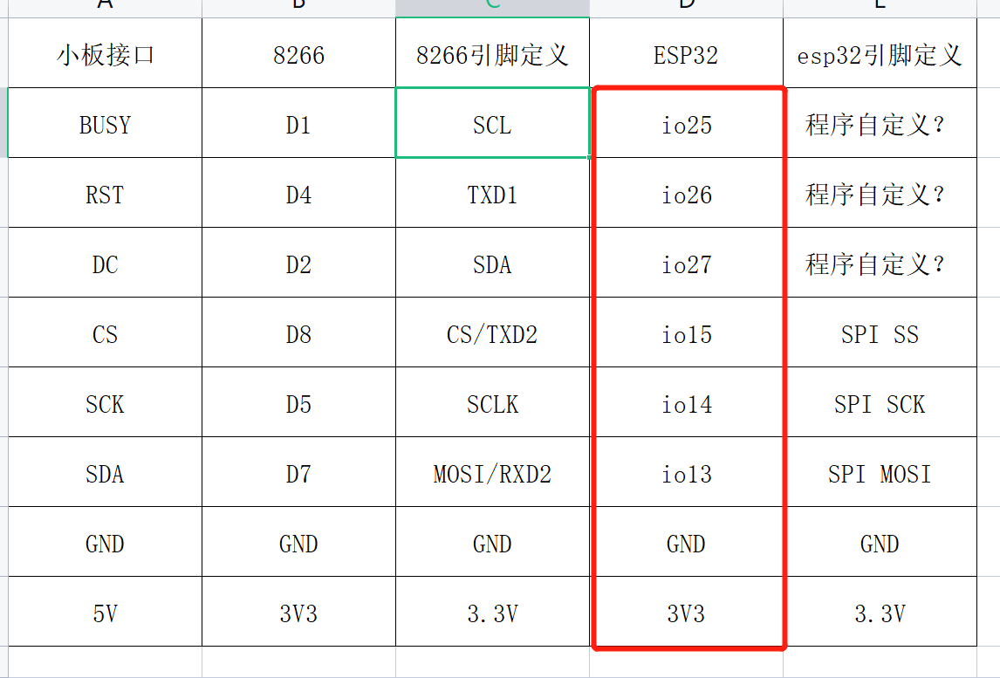 A B C D E
小板接口 8266 8266引脚定义 ESP32 esp32引脚定义
BUSY D1 SCL io25 程序自定义？
RST D4 TXD1 io26 程序自定义？
DC D2 SDA io27 程序自定义？
CS D8 CS/TXD2 io15 SPI SS
SCK D5 SCLK io14 SPI SCK
SDA D7 MOSI/RXD2 io13 SPI MOSI
GND GND GND GND GND
5V 3V3 3.3V 3V3 3.3V